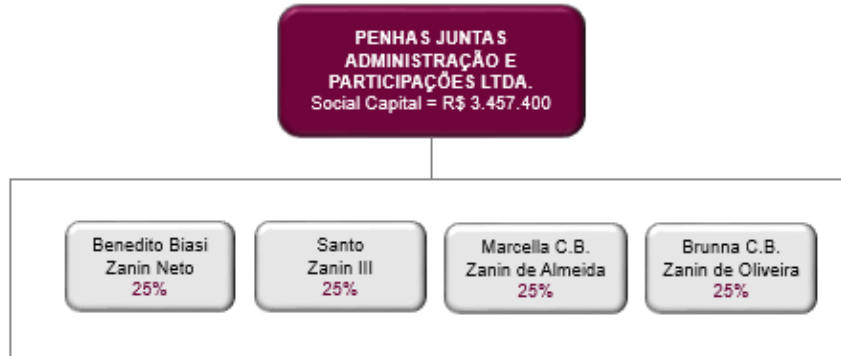 PENHAS JUNTAS
ADMINISTRAÇÃO E
PARTICIPAÇÕES LTDA.
Social Capital = R$ 3.457.400
Benedito Biasi
Zanin Neto
25%
Santo
Zanin III
25%
Marcella C.B.
Zanin de Almeida
25%
Brunna C.B.
Zanin de Oliveira
25%